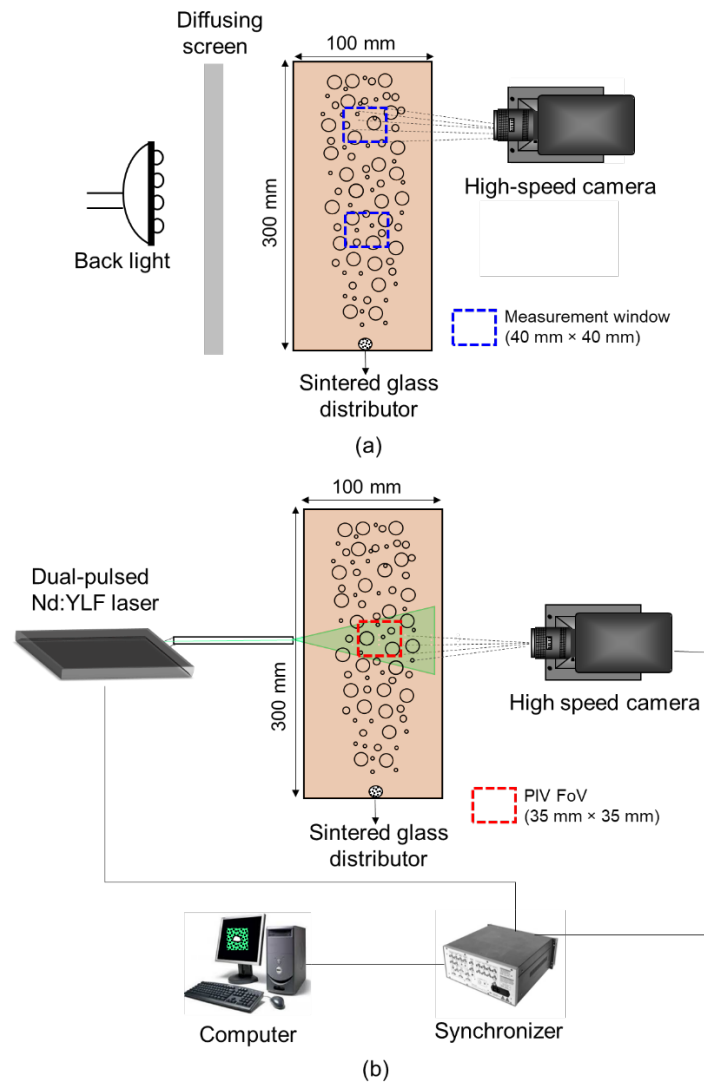 Diffusing
screen
100 mm
300 mm
High-speed camera
Back light
Measurement window
(40 mm × 40 mm)
Sintered glass
distributor
(a)
100 mm
Dual-pulsed
Nd:YLF laser
300 mm
High speed camera
PIV FoV
(35 mm × 35 mm)
Sintered glass
distributor
Computer
Synchronizer
(b)